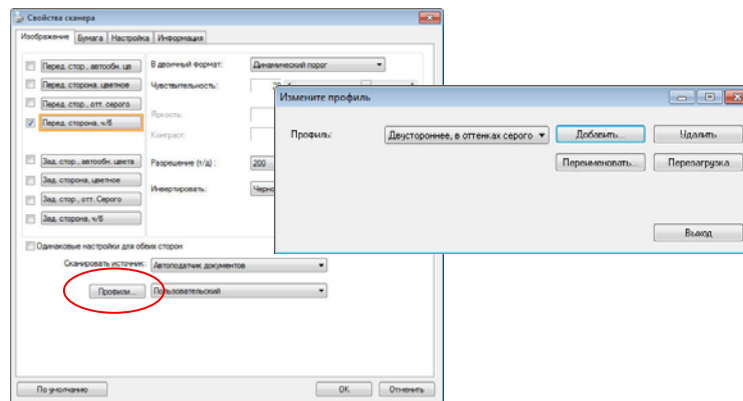 Свойства сканера
Изображение Бумага Настройка Информация
Перед. стор., автообн. цв
Перед. сторона, цветное
Перед. стор., отт. серого
Перед. сторона, ч/б
Зад. стор., автообн. цвета
Зад. сторона, цветное
Зад. стор., отт. Серого
Зад. сторона, ч/б
В двоичный формат: Динамический порог
Чувствительность:
Яркость:
Контраст:
Разрешение (т/д) : 200
Инвертировать:
Одинаковые настройки для обеих сторон
Сканировать источник: Автоподатчик документов
Профили... Пользовательский
По умолчанию OK Отменить
Измените профиль
Профиль: Двустороннее, в оттенках серого Добавить... Удалить
Переименовать... Перезагрузка
Выход